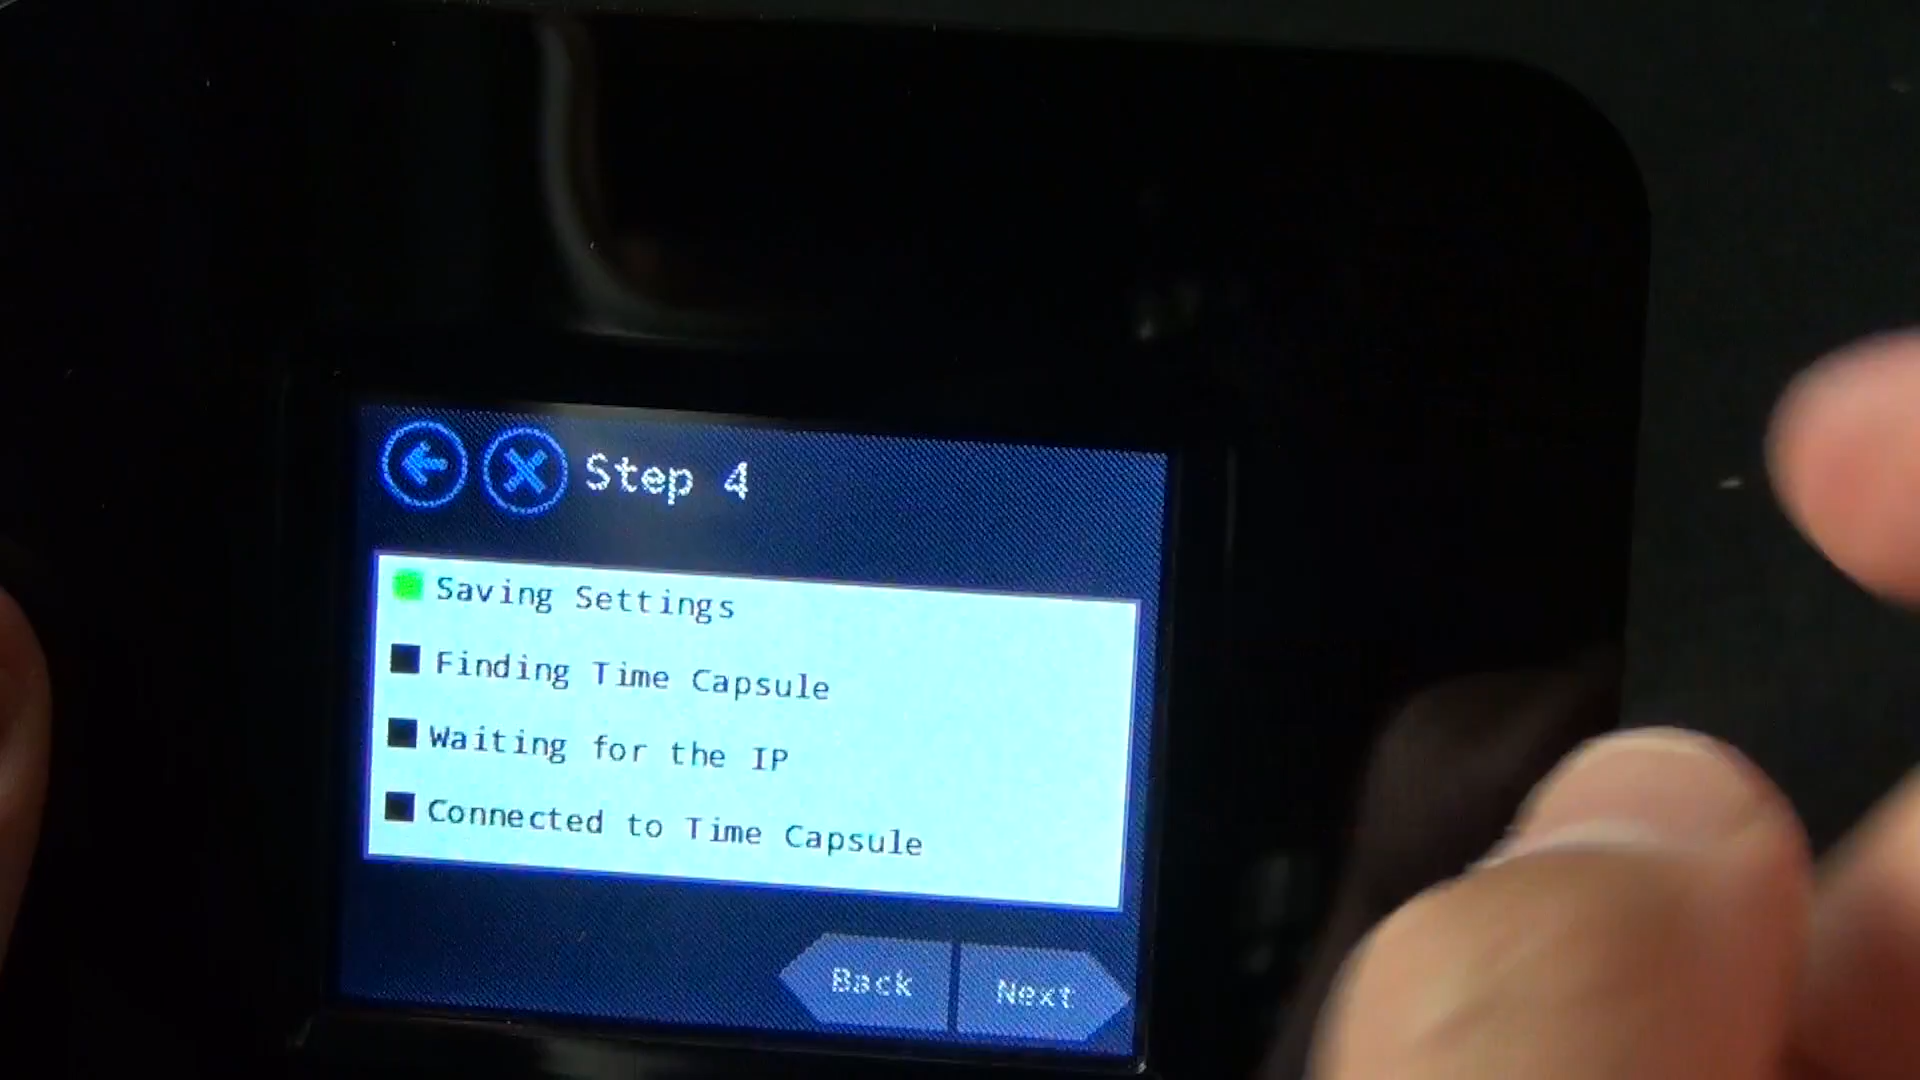 Step 4
Saving Settings
Finding Time Capsule
Waiting for the IP
Connected to Time Capsule
Back
Next